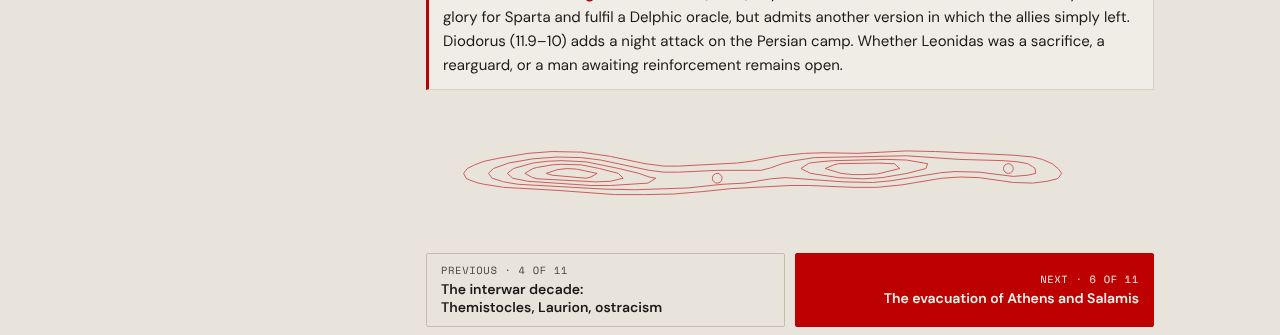 glory for Sparta and fulfil a Delphic oracle, but admits another version in which the allies simply left.
Diodorus (11.9–10) adds a night attack on the Persian camp. Whether Leonidas was a sacrifice, a
rearguard, or a man awaiting reinforcement remains open.
PREVIOUS · 4 OF 11
The interwar decade:
Themistocles, Laurion, ostracism
NEXT · 6 OF 11
The evacuation of Athens and Salamis